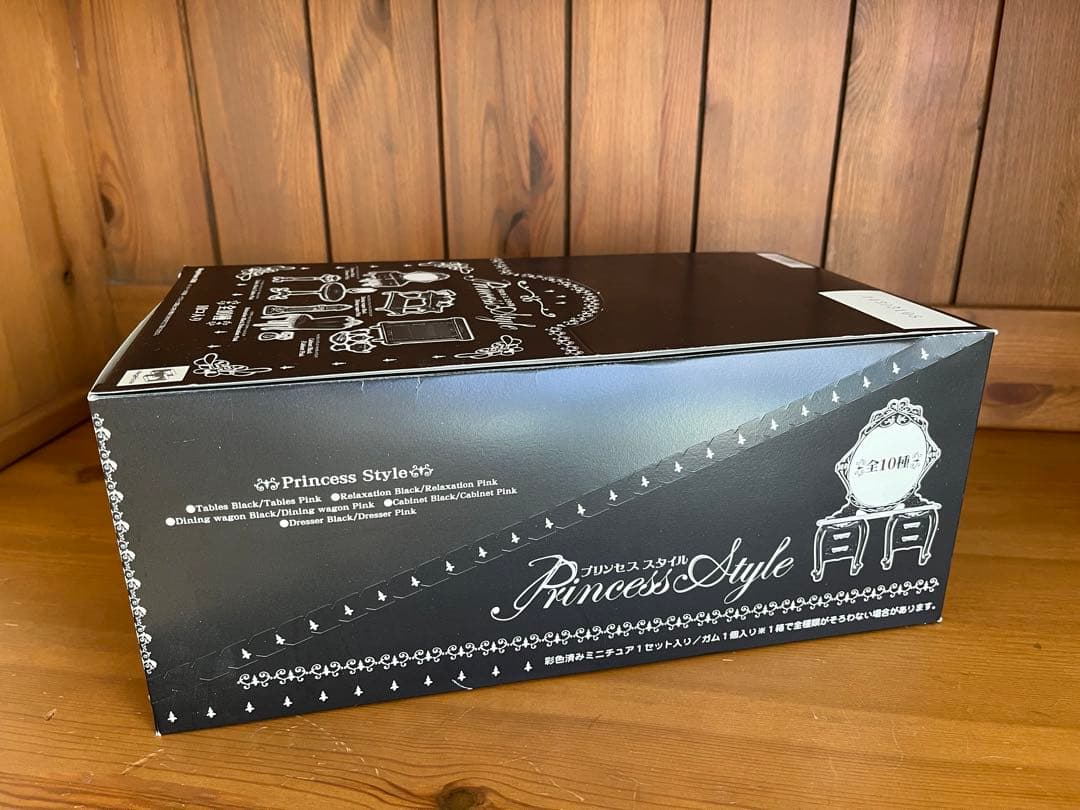 Princess Style
Princess Style
●Tables Black/Tables Pink ●Relaxation Black/Relaxation Pink
●Dining wagon Black/Dining wagon Pink ●Cabinet Black/Cabinet Pink
●Dresser Black/Dresser Pink
全10種
プリンセス スタイル
Princess Style
彩色済みミニチュア1セット入り/ガム1個入り※1箱で全種類がそろわない場合があります。